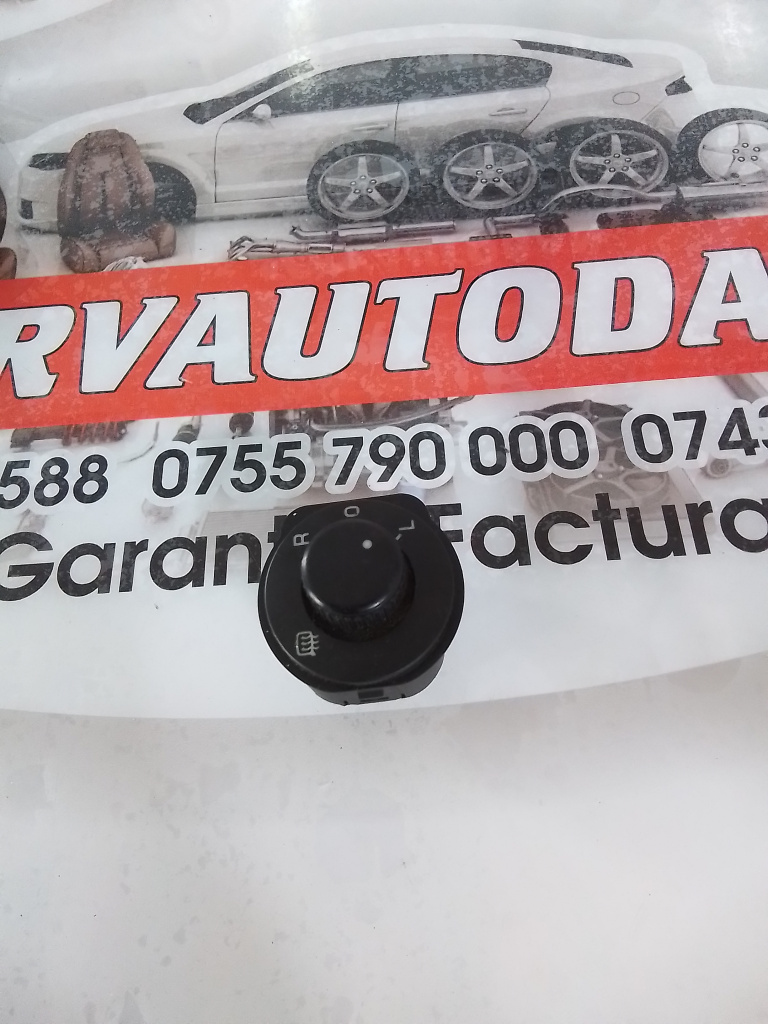 RVAUTODA
588 0755 790 000 0743
Garant Factura
R O L